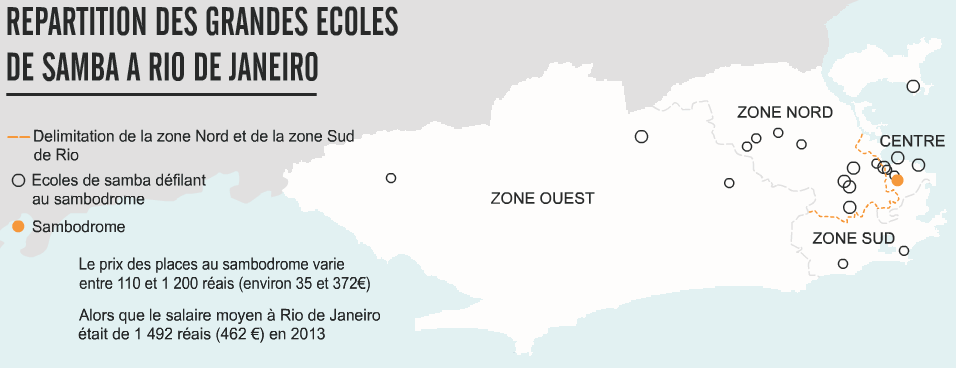 REPARTITION DES GRANDES ECOLES
DE SAMBA A RIO DE JANEIRO
Delimitation de la zone Nord et de la zone Sud
de Rio
Ecoles de samba défilant
au sambodrome
Sambodrome
Le prix des places au sambodrome varie
entre 110 et 1 200 réais (environ 35 et 372€)
Alors que le salaire moyen à Rio de Janeiro
était de 1 492 réais (462 €) en 2013
ZONE NORD
CENTRE
ZONE OUEST
ZONE SUD